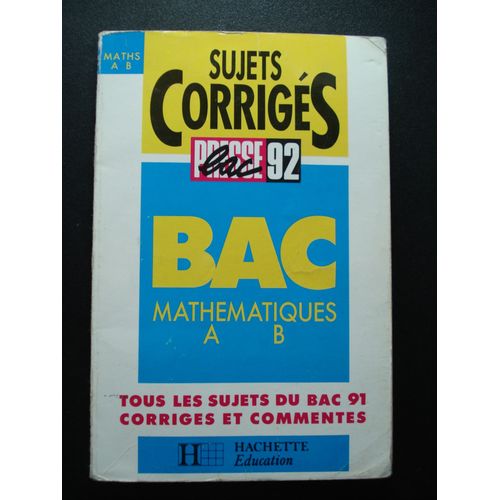 MATHS
A B
SUJETS
CORRIGÉS
PRESSE bac 92
BAC
MATHEMATIQUES
A B
TOUS LES SUJETS DU BAC 91
CORRIGES ET COMMENTES
H HACHETTE
Education